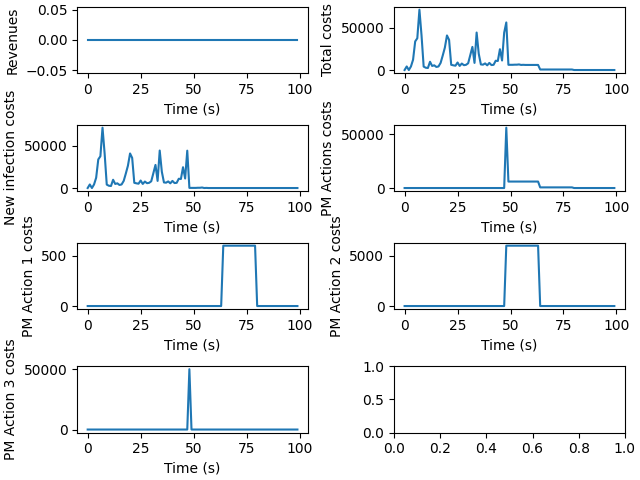 Revenues
0.05
0.00
−0.05
0 25 50 75 100
Time (s)
Total costs
50000
0
0 25 50 75 100
Time (s)
New infection costs
50000
0
0 25 50 75 100
Time (s)
PM Actions costs
50000
0
0 25 50 75 100
Time (s)
PM Action 1 costs
500
0
0 25 50 75 100
Time (s)
PM Action 2 costs
5000
0
0 25 50 75 100
Time (s)
PM Action 3 costs
50000
0
0 25 50 75 100
Time (s)
1.0
0.5
0.0
0.0 0.2 0.4 0.6 0.8 1.0